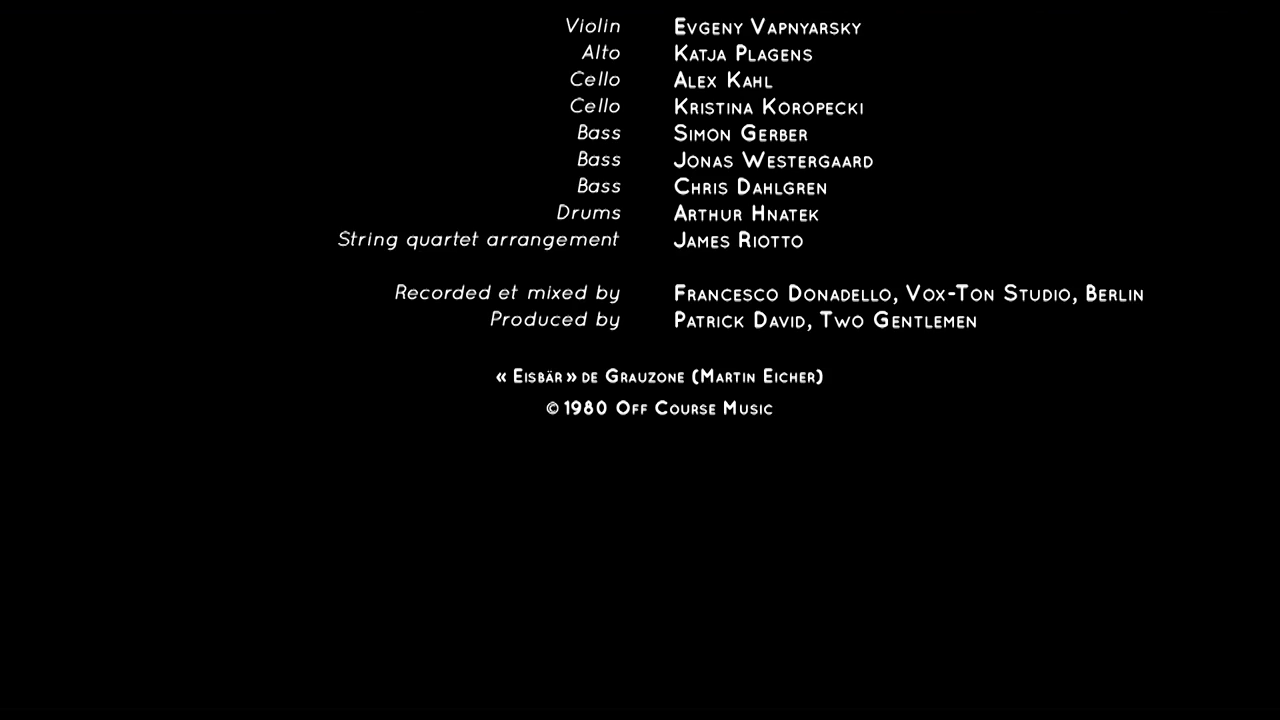 Violin Evgeny Vapnyarsky
Alto Katja Plagens
Cello Alex Kahl
Cello Kristina Koropecki
Bass Simon Gerber
Bass Jonas Westergaard
Bass Chris Dahlgren
Drums Arthur Hnatek
String quartet arrangement James Riotto
Recorded et mixed by Francesco Donadello, Vox-Ton Studio, Berlin
Produced by Patrick David, Two Gentlemen
« Eisbär » de Grauzone (Martin Eicher)
© 1980 Off Course Music